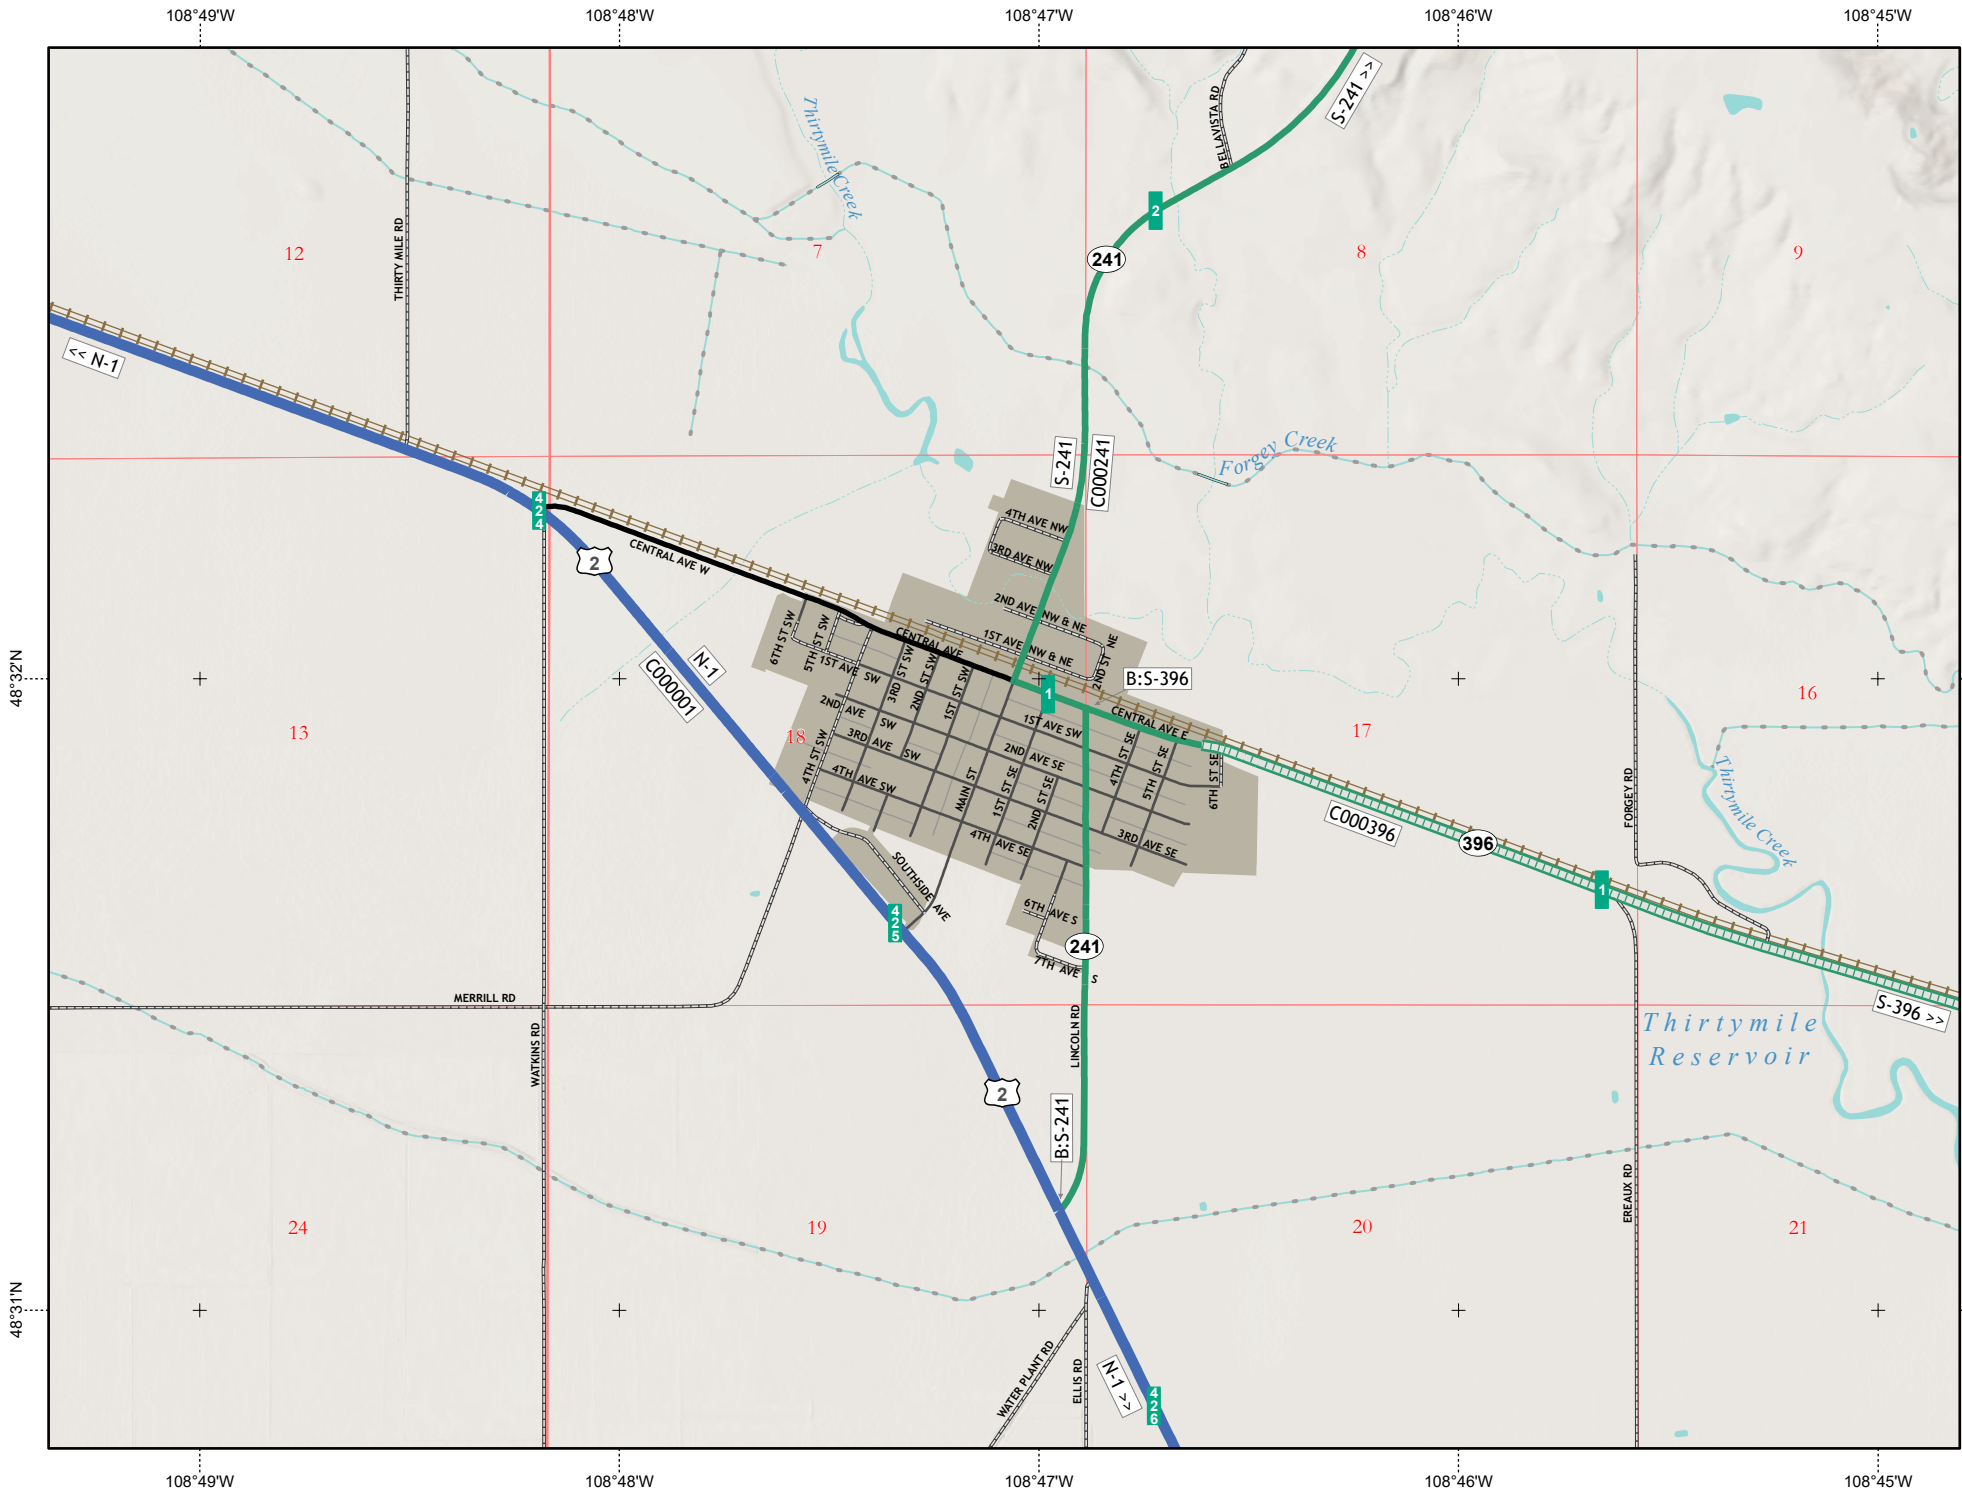 108°49'W
108°48'W
108°47'W
108°46'W
108°45'W
S-241 >>
BELLAVISTA RD
Thirtymile Creek
2
THIRTY MILE RD
12
7
241
8
9
<< N-1
S-241
C000241
Forgey Creek
4
2
4
4TH AVE NW
2
CENTRAL AVE W
3RD AVE NW
2ND AVE NW & NE
1ST AVE NW & NE
2ND ST NE
CENTRAL AVE
6TH ST SW
5TH ST SW
1ST AVE SW
3RD ST SW
2ND ST SW
1ST ST SW
48°32'N
N-1
C000001
B:S-396
1
16
13
18
17
2ND AVE SW
1ST AVE SW
CENTRAL AVE E
3RD AVE SW
2ND AVE SE
4TH ST SW
4TH AVE SW
MAIN ST
1ST ST SE
2ND ST SE
4TH ST SE
5TH ST SE
6TH ST SE
FORGEY RD
Thirtymile Creek
C000396
396
4TH AVE SE
3RD AVE SE
1
SOUTHSIDE AVE
4
2
5
6TH AVE S
241
7TH AVE S
MERRILL RD
S-396 >>
WATKINS RD
LINCOLN RD
Thirtymile
Reservoir
2
B:S-241
EREAUX RD
24
19
20
21
48°31'N
WATER PLANT RD
ELLIS RD
N-1 >>
4
2
6
108°49'W
108°48'W
108°47'W
108°46'W
108°45'W